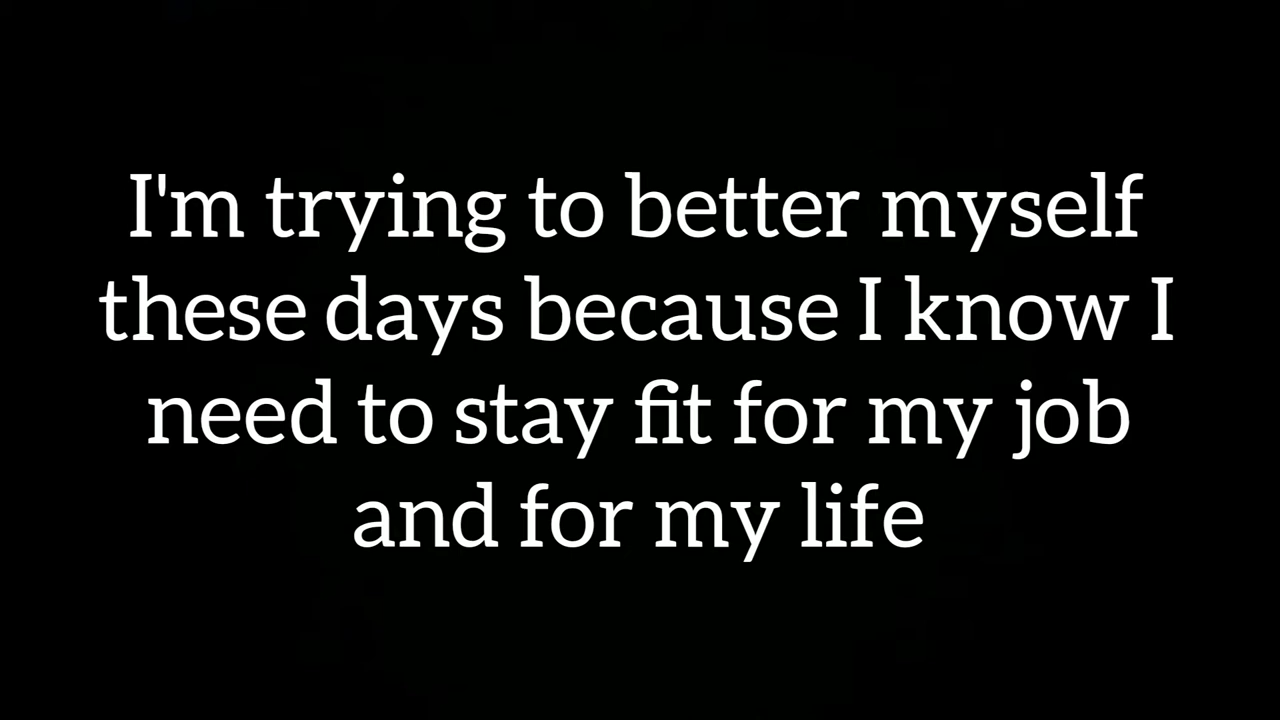 I'm trying to better myself
these days because I know I
need to stay fit for my job
and for my life